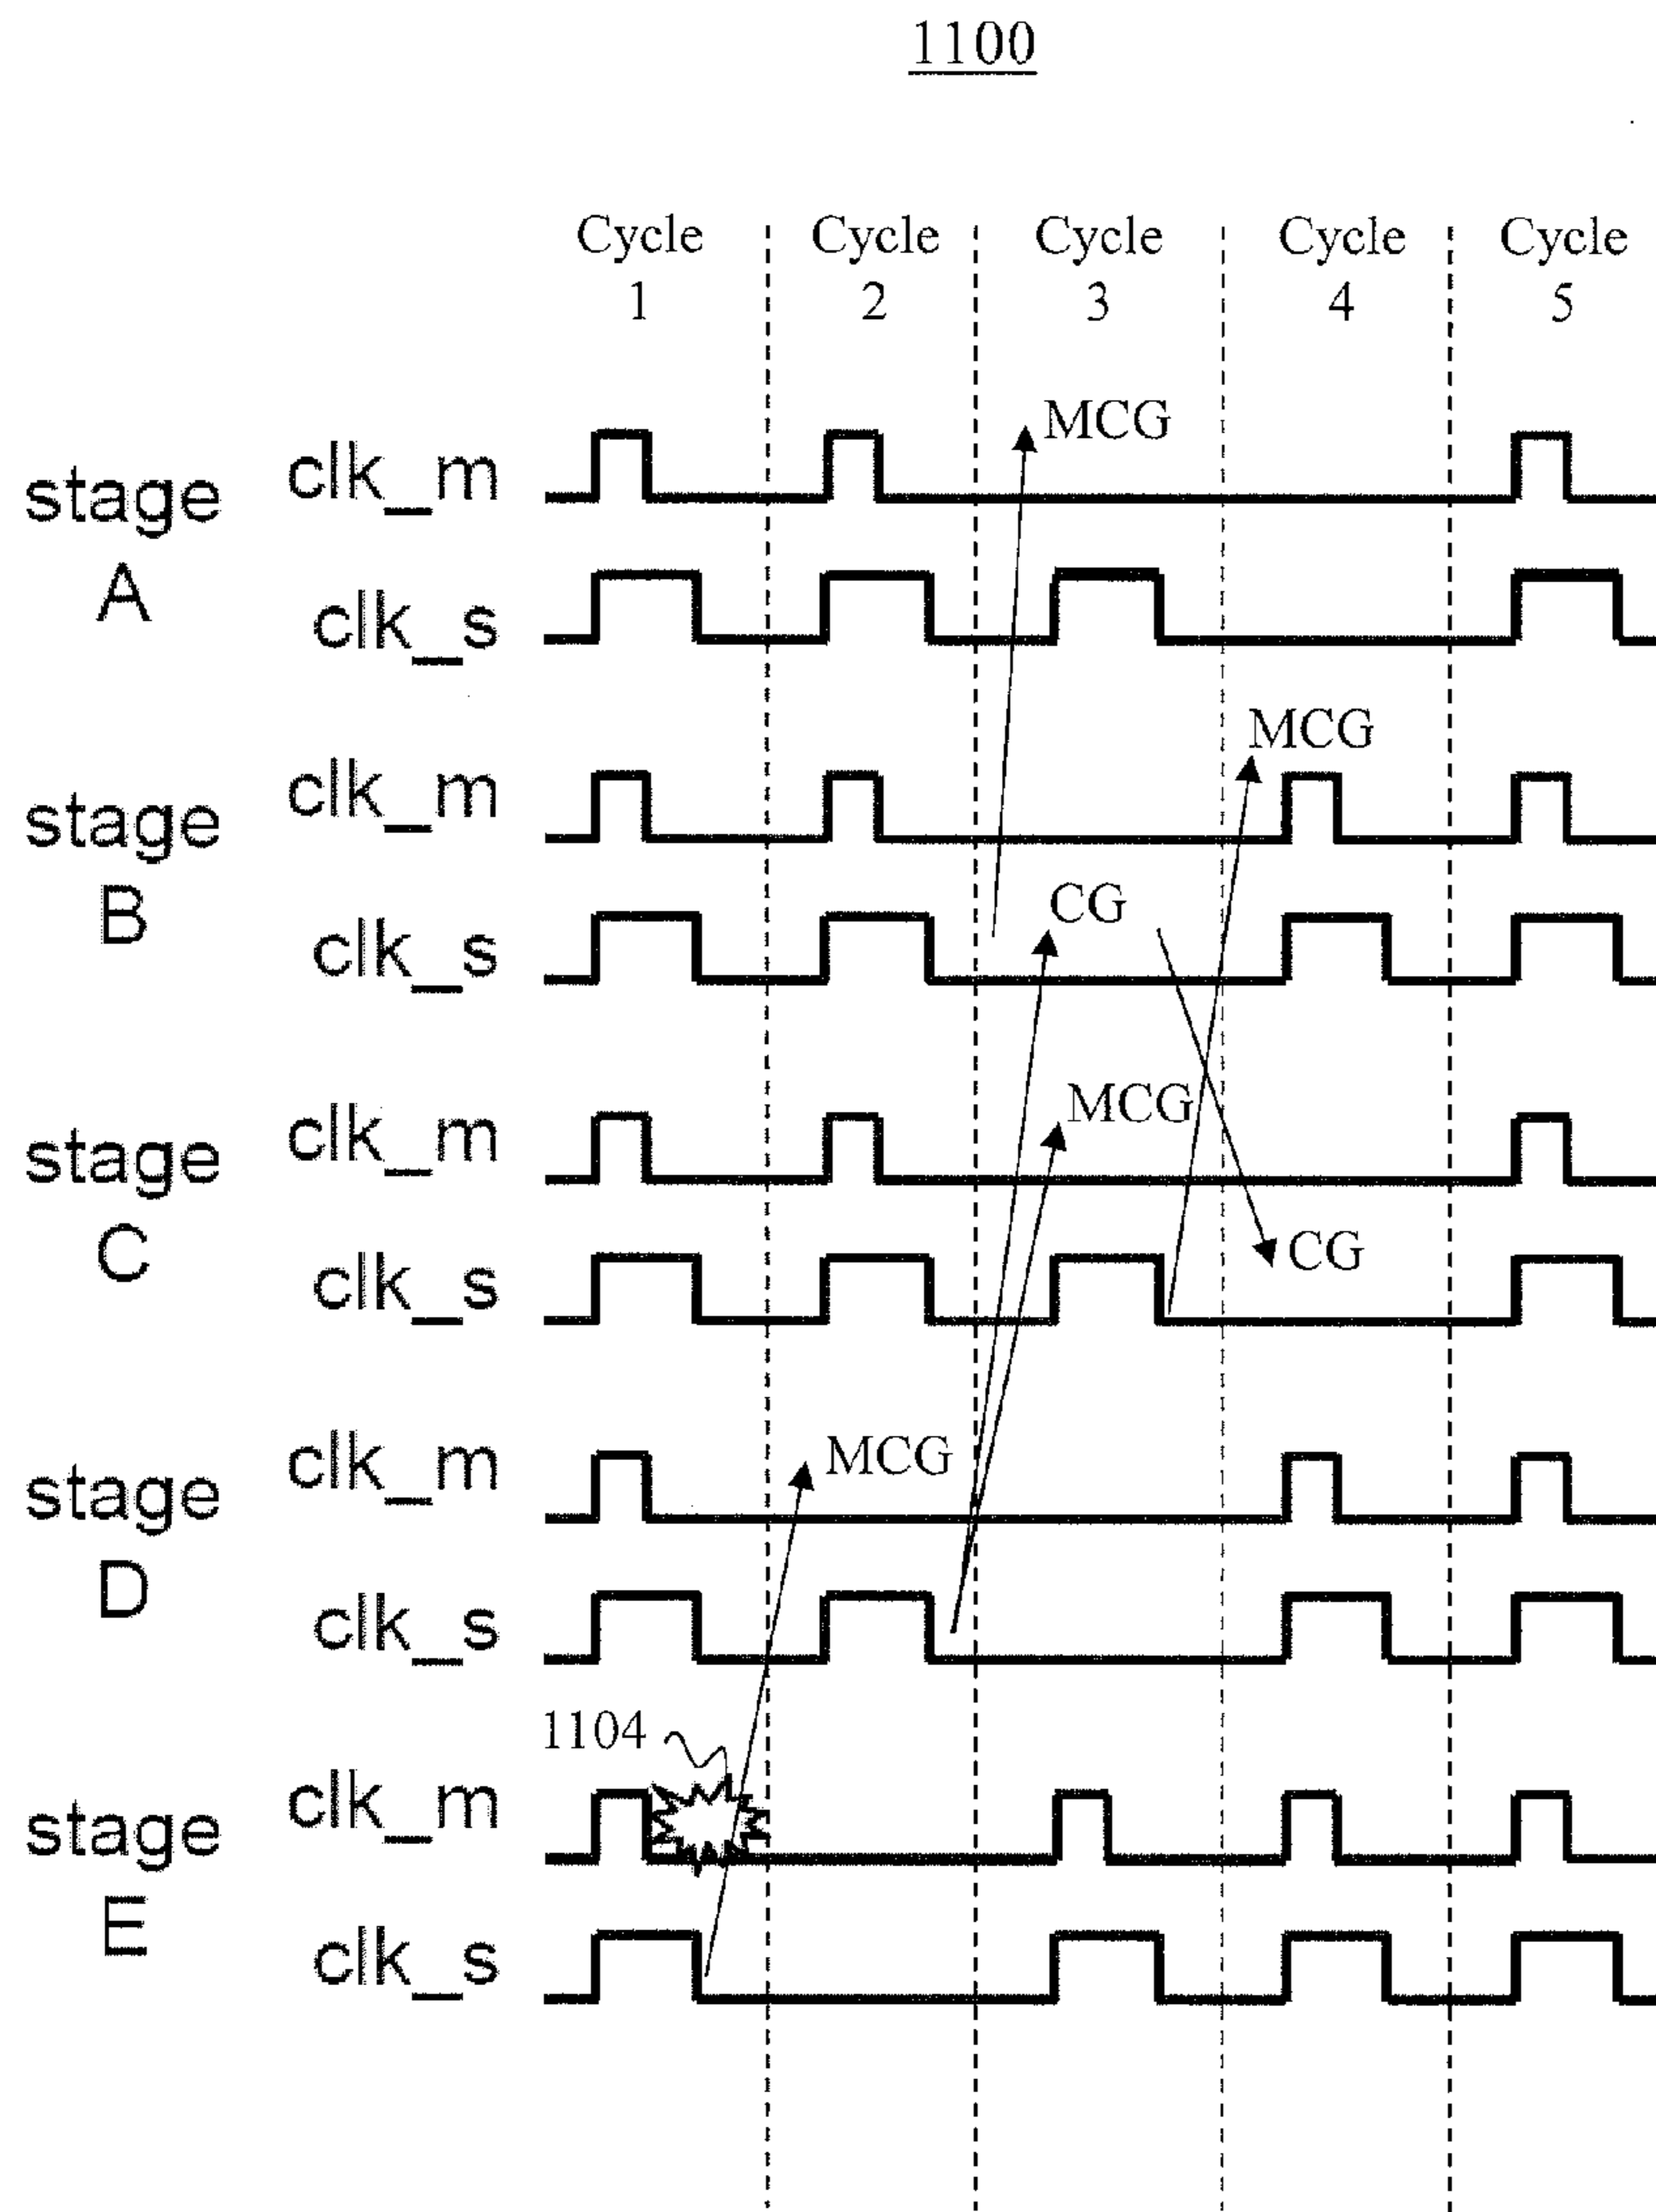 1100
Cycle 1
Cycle 2
Cycle 3
Cycle 4
Cycle 5
MCG
stage A
clk_m
clk_s
MCG
stage B
clk_m
CG
clk_s
MCG
stage C
clk_m
CG
clk_s
MCG
stage D
clk_m
clk_s
1104
stage E
clk_m
clk_s